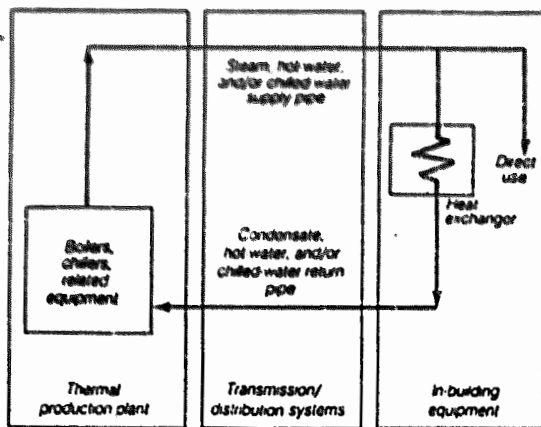 Steam, hot water,
and/or chilled water
supply pipe
Direct
use
Heat
exchangor
Boilers,
chillers,
related
equipment
Condensate,
hot water, and/or
chilled-water return
pipe
Thermal
production plant
Transmission/
distribution systems
In-building
equipment